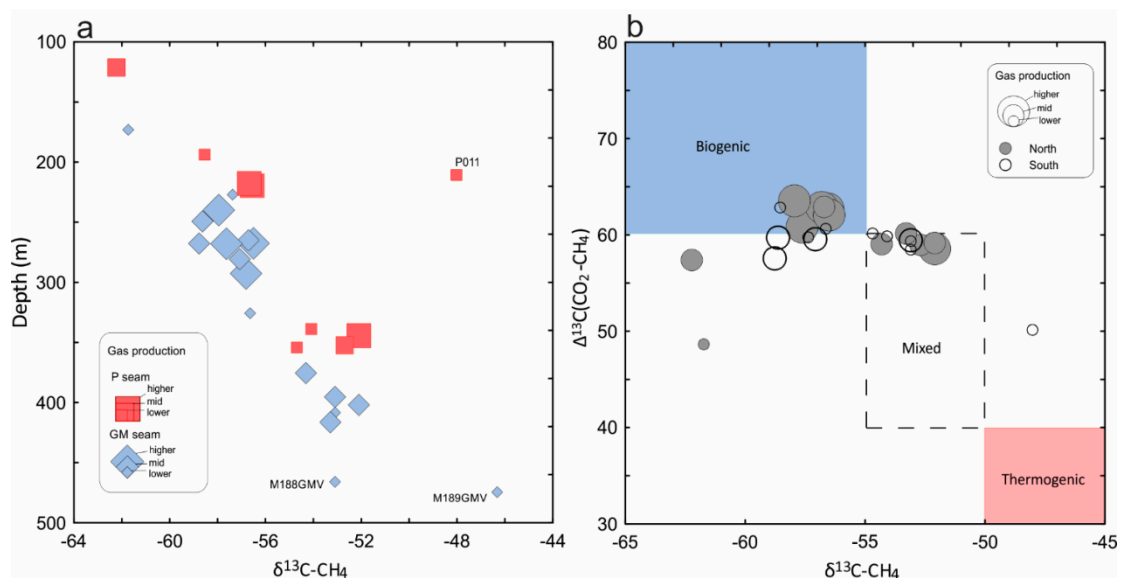 a
100
200
300
400
500
Depth (m)
-64
-60
-56
-52
-48
-44
δ¹³C-CH₄
P011
M188GMV
M189GMV
Gas production
P seam
higher
mid
lower
GM seam
higher
mid
lower
b
80
70
60
50
40
30
Δ¹³C(CO₂-CH₄)
-65
-60
-55
-50
-45
δ¹³C-CH₄
Biogenic
Mixed
Thermogenic
Gas production
higher
mid
lower
North
South